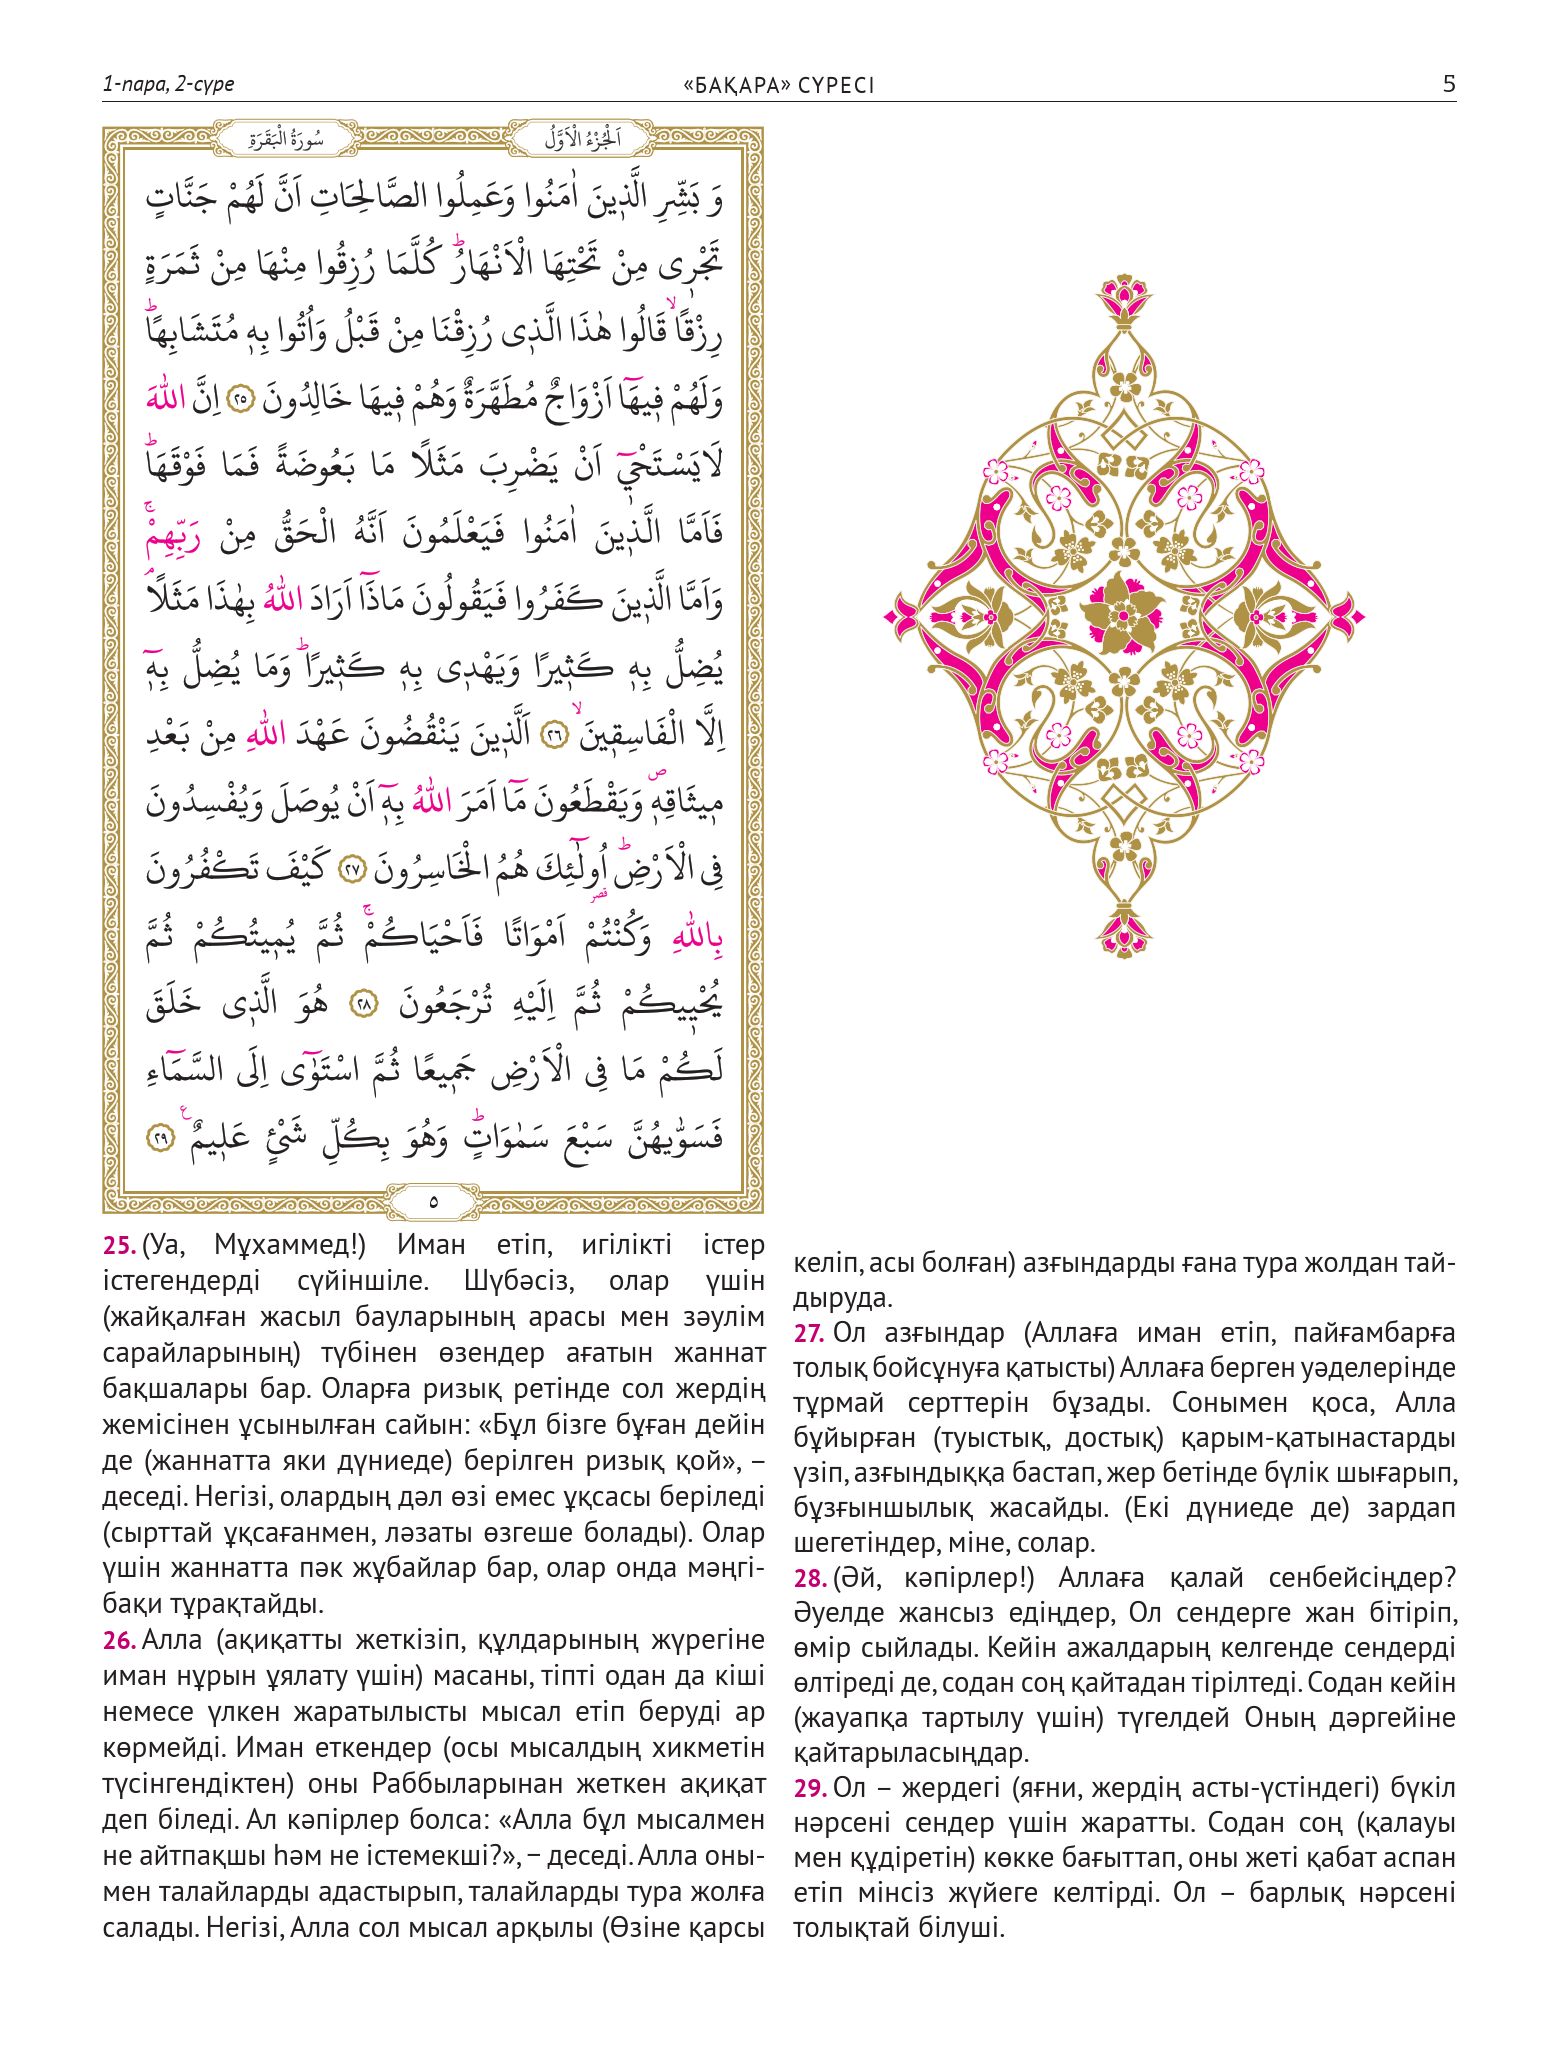 1-пара, 2-сүре
«БАҚАРА» СҮРЕСІ
5
اَلْجُزْءُ الْاَوَّلُ
سُورَةُ الْبَقَرَةِ
وَ بَشِّرِ الَّذ۪ينَ اٰمَنُوا وَعَمِلُوا الصَّالِحَاتِ اَنَّ لَهُمْ جَنَّاتٍ
تَجْر۪ى مِنْ تَحْتِهَا الْاَنْهَارُۜ كُلَّمَا رُزِقُوا مِنْهَا مِنْ ثَمَرَةٍ
رِزْقًاۙ قَالُوا هٰذَا الَّذ۪ى رُزِقْنَا مِنْ قَبْلُ وَاُتُوا بِه۪ مُتَشَابِهًاۜ
وَلَهُمْ ف۪يهَٓا اَزْوَاجٌ مُطَهَّرَةٌ وَهُمْ ف۪يهَا خَالِدُونَ ﴿٢٥﴾ اِنَّ اللّٰهَ
لَايَسْتَحْي۪ٓ اَنْ يَضْرِبَ مَثَلًا مَا بَعُوضَةً فَمَا فَوْقَهَاۜ
فَاَمَّا الَّذ۪ينَ اٰمَنُوا فَيَعْلَمُونَ اَنَّهُ الْحَقُّ مِنْ رَبِّهِمْۚ
وَاَمَّا الَّذ۪ينَ كَفَرُوا فَيَقُولُونَ مَاذَٓا اَرَادَ اللّٰهُ بِهٰذَا مَثَلًاۢ
يُضِلُّ بِه۪ كَث۪يرًا وَيَهْد۪ى بِه۪ كَث۪يرًاۜ وَمَا يُضِلُّ بِه۪ٓ
اِلَّا الْفَاسِق۪ينَۙ ﴿٢٦﴾ اَلَّذ۪ينَ يَنْقُضُونَ عَهْدَ اللّٰهِ مِنْ بَعْدِ
م۪يثَاقِه۪ۖ وَيَقْطَعُونَ مَٓا اَمَرَ اللّٰهُ بِه۪ٓ اَنْ يُوصَلَ وَيُفْسِدُونَ
فِى الْاَرْضِۜ اُولٰٓئِكَ هُمُ الْخَاسِرُونَ ﴿٢٧﴾ كَيْفَ تَكْفُرُونَ
بِاللّٰهِ وَكُنْتُمْ اَمْوَاتًا فَاَحْيَاكُمْۚ ثُمَّ يُم۪يتُكُمْ ثُمَّ
يُحْي۪يكُمْ ثُمَّ اِلَيْهِ تُرْجَعُونَ ﴿٢٨﴾ هُوَ الَّذ۪ى خَلَقَ
لَكُمْ مَا فِى الْاَرْضِ جَم۪يعًا ثُمَّ اسْتَوٰٓى اِلَى السَّمَٓاءِ
فَسَوّٰيهُنَّ سَبْعَ سَمٰوَاتٍۜ وَهُوَ بِكُلِّ شَيْءٍ عَل۪يمٌ۟ ﴿٢٩﴾
٥
25. (Уа, Мұхаммед!) Иман етіп, игілікті істер
істегендерді сүйіншіле. Шүбәсіз, олар үшін
(жайқалған жасыл бауларының арасы мен зәулім
сарайларының) түбінен өзендер ағатын жаннат
бақшалары бар. Оларға ризық ретінде сол жердің
жемісінен ұсынылған сайын: «Бұл бізге бұған дейін
де (жаннатта яки дүниеде) берілген ризық қой», –
деседі. Негізі, олардың дәл өзі емес ұқсасы беріледі
(сырттай ұқсағанмен, ләззаты өзгеше болады). Олар
үшін жаннатта пәк жұбайлар бар, олар онда мәңгі-
бақи тұрақтайды.
26. Алла (ақиқатты жеткізіп, құлдарының жүрегіне
иман нұрын ұялату үшін) масаны, тіпті одан да кіші
немесе үлкен жаратылысты мысал етіп беруді ар
көрмейді. Иман еткендер (осы мысалдың хикметін
түсінгендіктен) оны Раббыларынан жеткен ақиқат
деп біледі. Ал кәпірлер болса: «Алла бұл мысалмен
не айтпақшы һәм не істемекші?», – деседі. Алла оны-
мен талайларды адастырып, талайларды тура жолға
салады. Негізі, Алла сол мысал арқылы (Өзіне қарсы
келіп, асы болған) азғындарды ғана тура жолдан тай-
дыруда.
27. Ол азғындар (Аллаға иман етіп, пайғамбарға
толық бойсұнуға қатысты) Аллаға берген уәделерінде
тұрмай серттерін бұзады. Сонымен қоса, Алла
бұйырған (туыстық, достық) қарым-қатынастарды
үзіп, азғындыққа бастап, жер бетінде бүлік шығарып,
бұзғыншылық жасайды. (Екі дүниеде де) зардап
шегетіндер, міне, солар.
28. (Әй, кәпірлер!) Аллаға қалай сенбейсіңдер?
Әуелде жансыз едіңдер, Ол сендерге жан бітіріп,
өмір сыйлады. Кейін ажалдарың келгенде сендерді
өлтіреді де, содан соң қайтадан тірілтеді. Содан кейін
(жауапқа тартылу үшін) түгелдей Оның дәргейіне
қайтарыласыңдар.
29. Ол – жердегі (яғни, жердің асты-үстіндегі) бүкіл
нәрсені сендер үшін жаратты. Содан соң (қалауы
мен құдіретін) көкке бағыттап, оны жеті қабат аспан
етіп мінсіз жүйеге келтірді. Ол – барлық нәрсені
толықтай білуші.